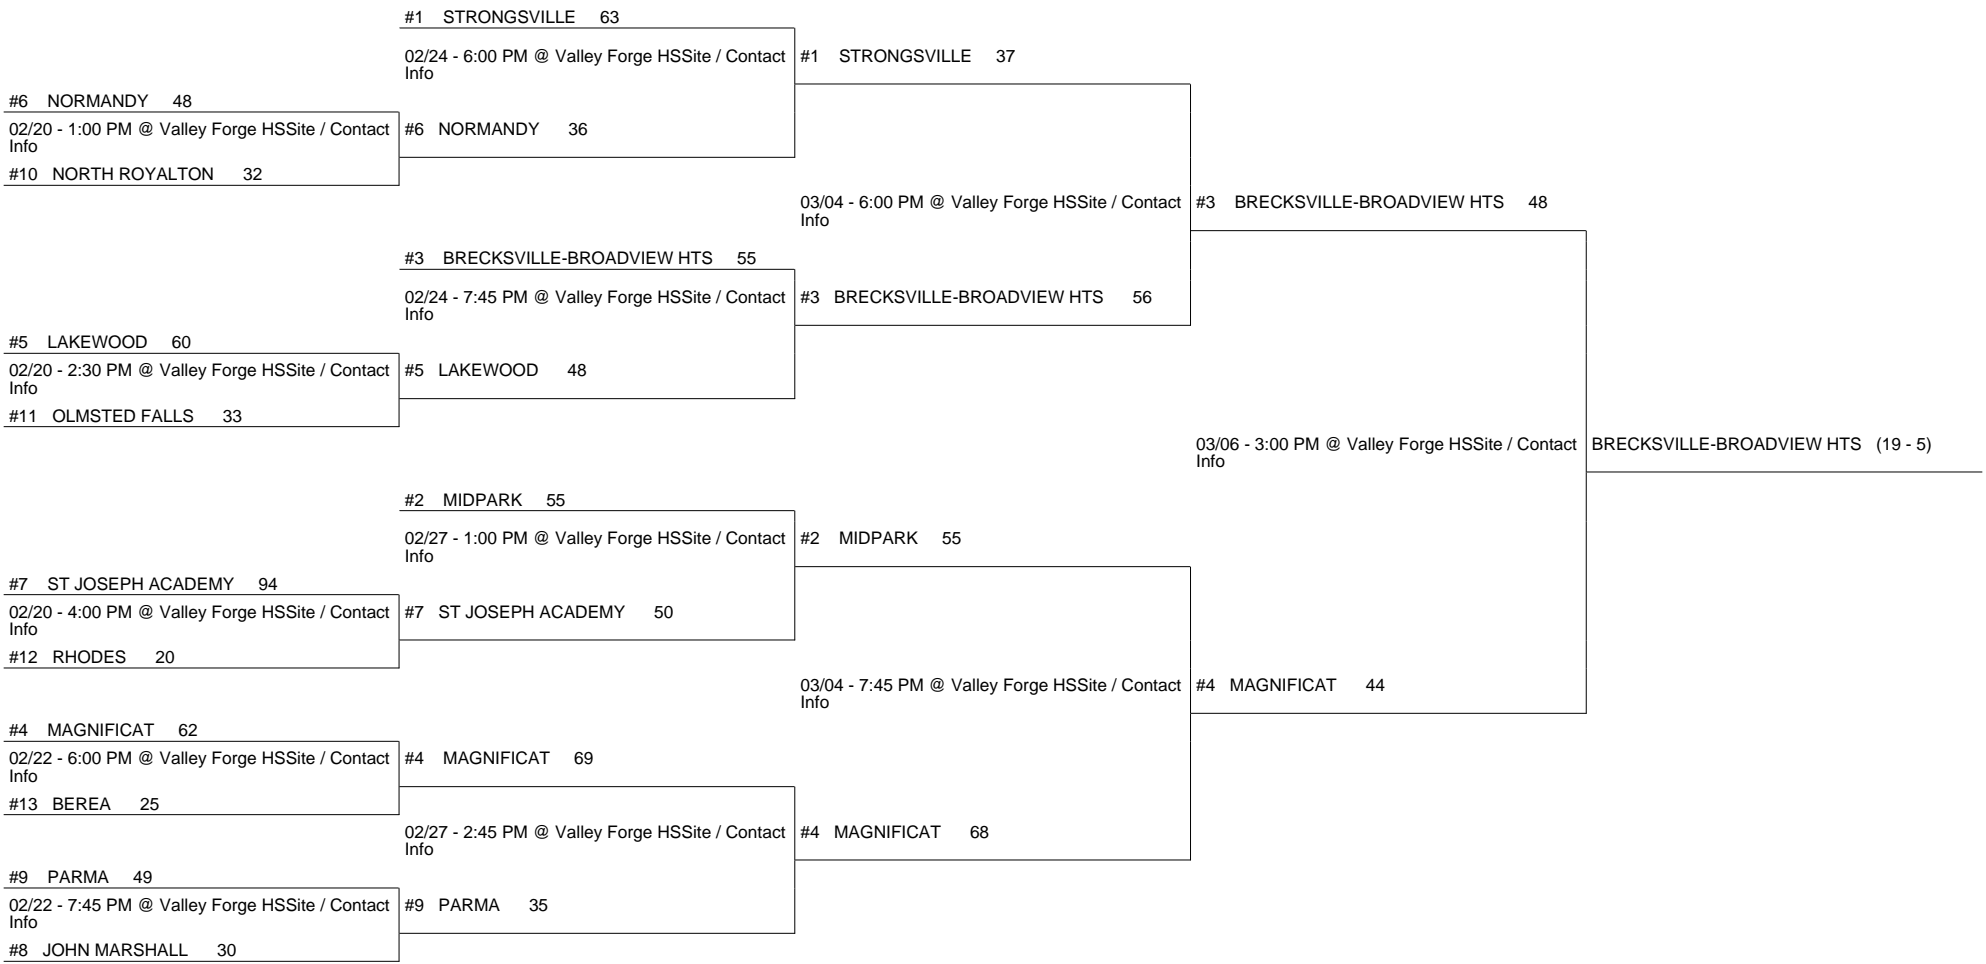 #1 STRONGSVILLE 63
02/24 - 6:00 PM @ Valley Forge HSSite / Contact
Info
#1 STRONGSVILLE 37
#6 NORMANDY 48
02/20 - 1:00 PM @ Valley Forge HSSite / Contact
Info
#6 NORMANDY 36
#10 NORTH ROYALTON 32
03/04 - 6:00 PM @ Valley Forge HSSite / Contact
Info
#3 BRECKSVILLE-BROADVIEW HTS 48
#3 BRECKSVILLE-BROADVIEW HTS 55
02/24 - 7:45 PM @ Valley Forge HSSite / Contact
Info
#3 BRECKSVILLE-BROADVIEW HTS 56
#5 LAKEWOOD 60
02/20 - 2:30 PM @ Valley Forge HSSite / Contact
Info
#5 LAKEWOOD 48
#11 OLMSTED FALLS 33
03/06 - 3:00 PM @ Valley Forge HSSite / Contact
Info
BRECKSVILLE-BROADVIEW HTS (19 - 5)
#2 MIDPARK 55
02/27 - 1:00 PM @ Valley Forge HSSite / Contact
Info
#2 MIDPARK 55
#7 ST JOSEPH ACADEMY 94
02/20 - 4:00 PM @ Valley Forge HSSite / Contact
Info
#7 ST JOSEPH ACADEMY 50
#12 RHODES 20
03/04 - 7:45 PM @ Valley Forge HSSite / Contact
Info
#4 MAGNIFICAT 44
#4 MAGNIFICAT 62
02/22 - 6:00 PM @ Valley Forge HSSite / Contact
Info
#4 MAGNIFICAT 69
#13 BEREA 25
02/27 - 2:45 PM @ Valley Forge HSSite / Contact
Info
#4 MAGNIFICAT 68
#9 PARMA 49
02/22 - 7:45 PM @ Valley Forge HSSite / Contact
Info
#9 PARMA 35
#8 JOHN MARSHALL 30